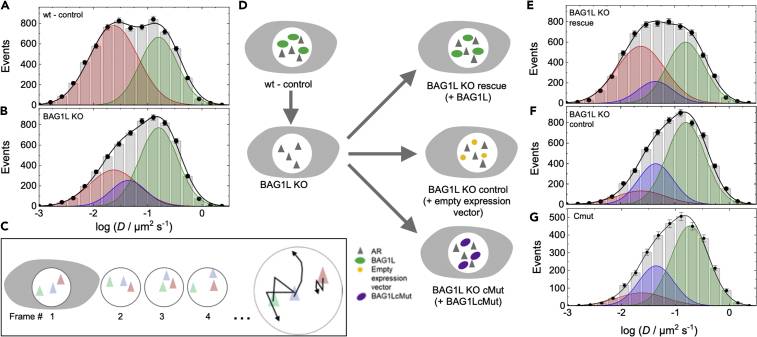 A
wt - control
Events
800
600
400
200
0
B
BAG1L KO
Events
1000
800
600
400
200
0
-3
-2
-1
0
log (D / µm² s⁻¹)
C
Frame #
1
2
3
4
...
D
wt - control
BAG1L KO
BAG1L KO rescue
(+ BAG1L)
BAG1L KO control
(+ empty expression
vector)
BAG1L KO cMut
(+ BAG1LcMut)
AR
BAG1L
Empty
expression
vector
BAG1LcMut
E
BAG1L KO
rescue
Events
1000
800
600
400
200
0
F
BAG1L KO
control
Events
1000
800
600
400
200
0
G
Cmut
Events
500
400
300
200
100
0
-3
-2
-1
0
log (D / µm² s⁻¹)